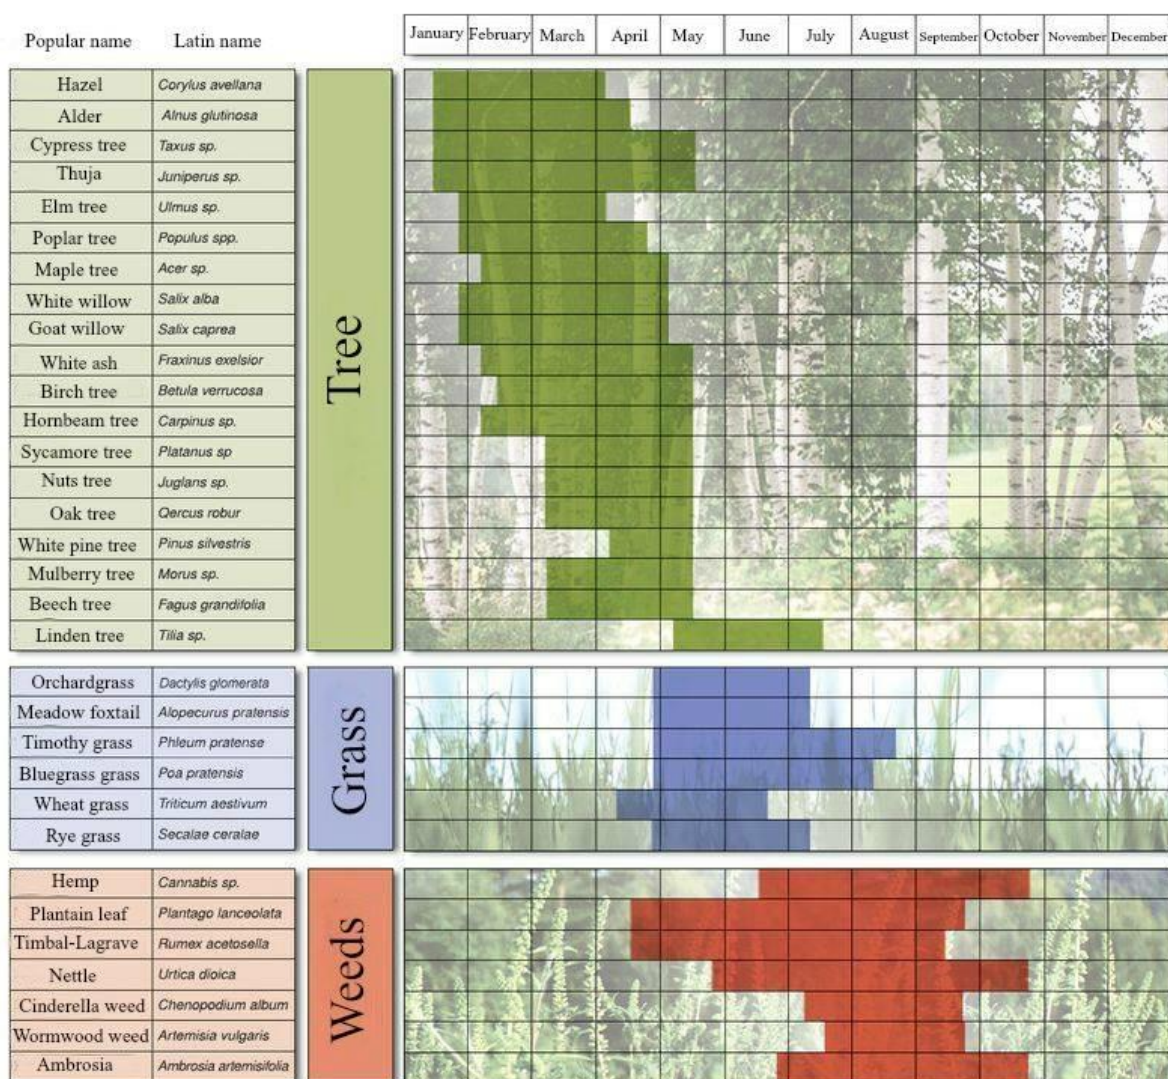 Popular name Latin name January February March April May June July August September October November December
Hazel Corylus avellana
Alder Alnus glutinosa
Cypress tree Taxus sp.
Thuja Juniperus sp.
Elm tree Ulmus sp.
Poplar tree Populus spp.
Maple tree Acer sp.
White willow Salix alba
Goat willow Salix caprea
White ash Fraxinus exelsior
Birch tree Betula verrucosa
Hornbeam tree Carpinus sp.
Sycamore tree Platanus sp
Nuts tree Juglans sp.
Oak tree Qercus robur
White pine tree Pinus silvestris
Mulberry tree Morus sp.
Beech tree Fagus grandifolia
Linden tree Tilia sp.
Tree
Orchardgrass Dactylis glomerata
Meadow foxtail Alopecurus pratensis
Timothy grass Phleum pratense
Bluegrass grass Poa pratensis
Wheat grass Triticum aestivum
Rye grass Secalae ceralae
Grass
Hemp Cannabis sp.
Plantain leaf Plantago lanceolata
Timbal-Lagrave Rumex acetosella
Nettle Urtica dioica
Cinderella weed Chenopodium album
Wormwood weed Artemisia vulgaris
Ambrosia Ambrosia artemisifolia
Weeds